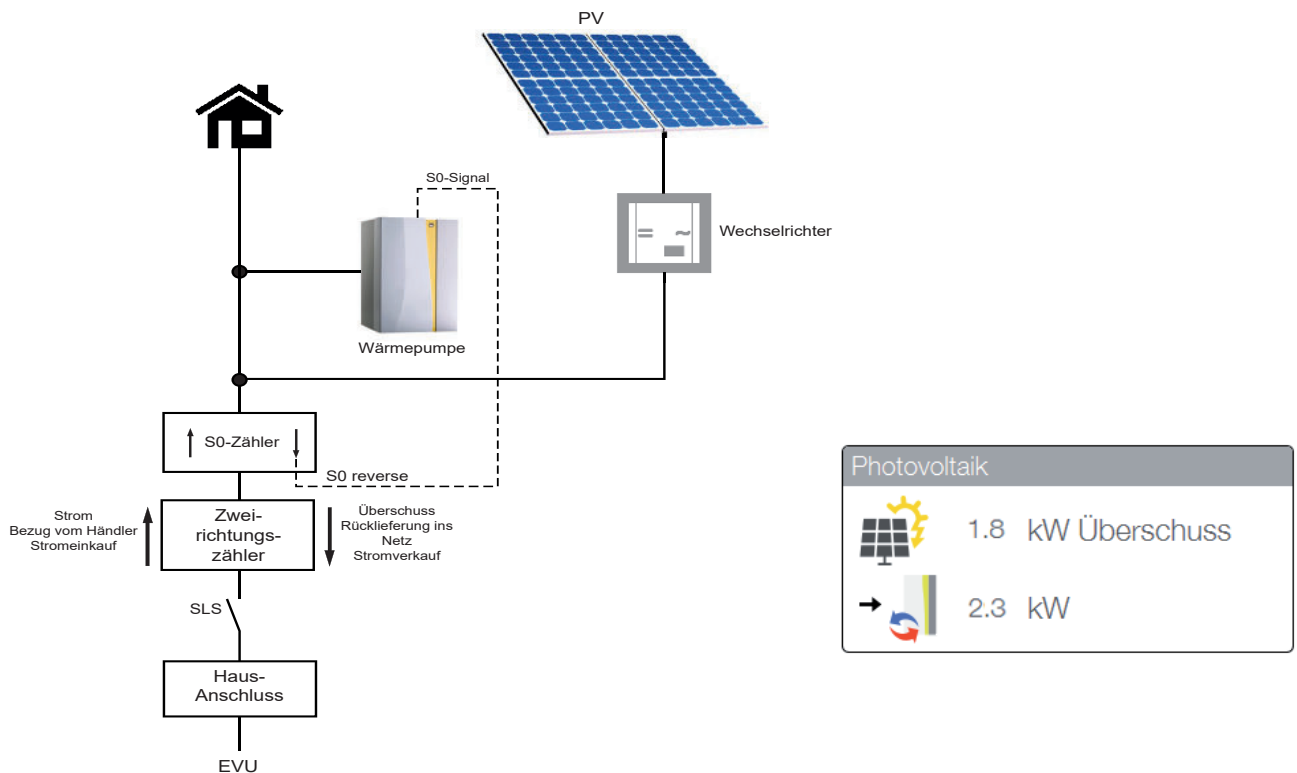 PV
S0-Signal
Wechselrichter
Wärmepumpe
S0-Zähler
S0 reverse
Strom
Bezug vom Händler
Stromeinkauf
Zwei-
richtungs-
zähler
Überschuss
Rücklieferung ins
Netz
Stromverkauf
SLS
Haus-
Anschluss
EVU
Photovoltaik
1.8 kW Überschuss
2.3 kW